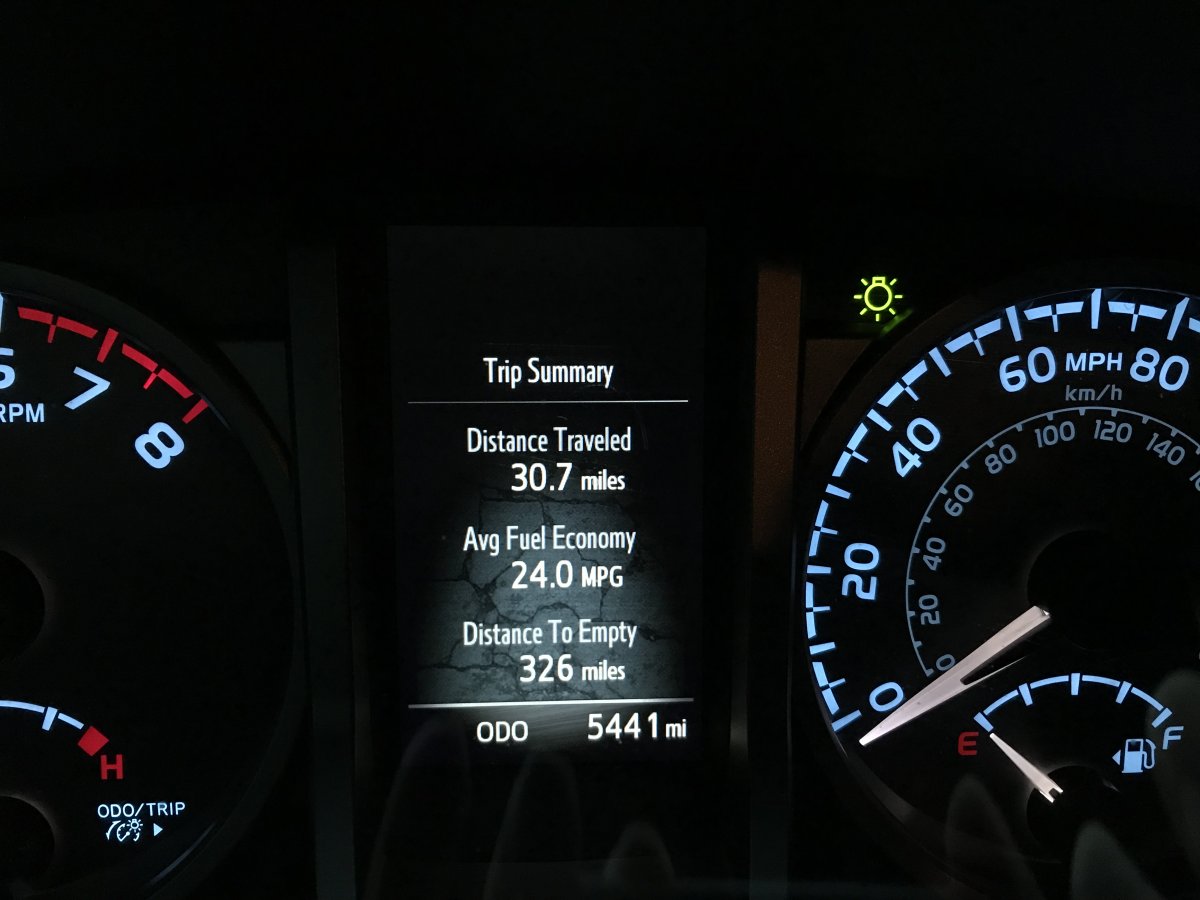 6
7
8
RPM
H
ODO/TRIP
Trip Summary
Distance Traveled
30.7 miles
Avg Fuel Economy
24.0 MPG
Distance To Empty
326 miles
ODO 5441 mi
60 MPH 80
km/h
40
20
0
0
20
40
60
80
100
120
140
E
F